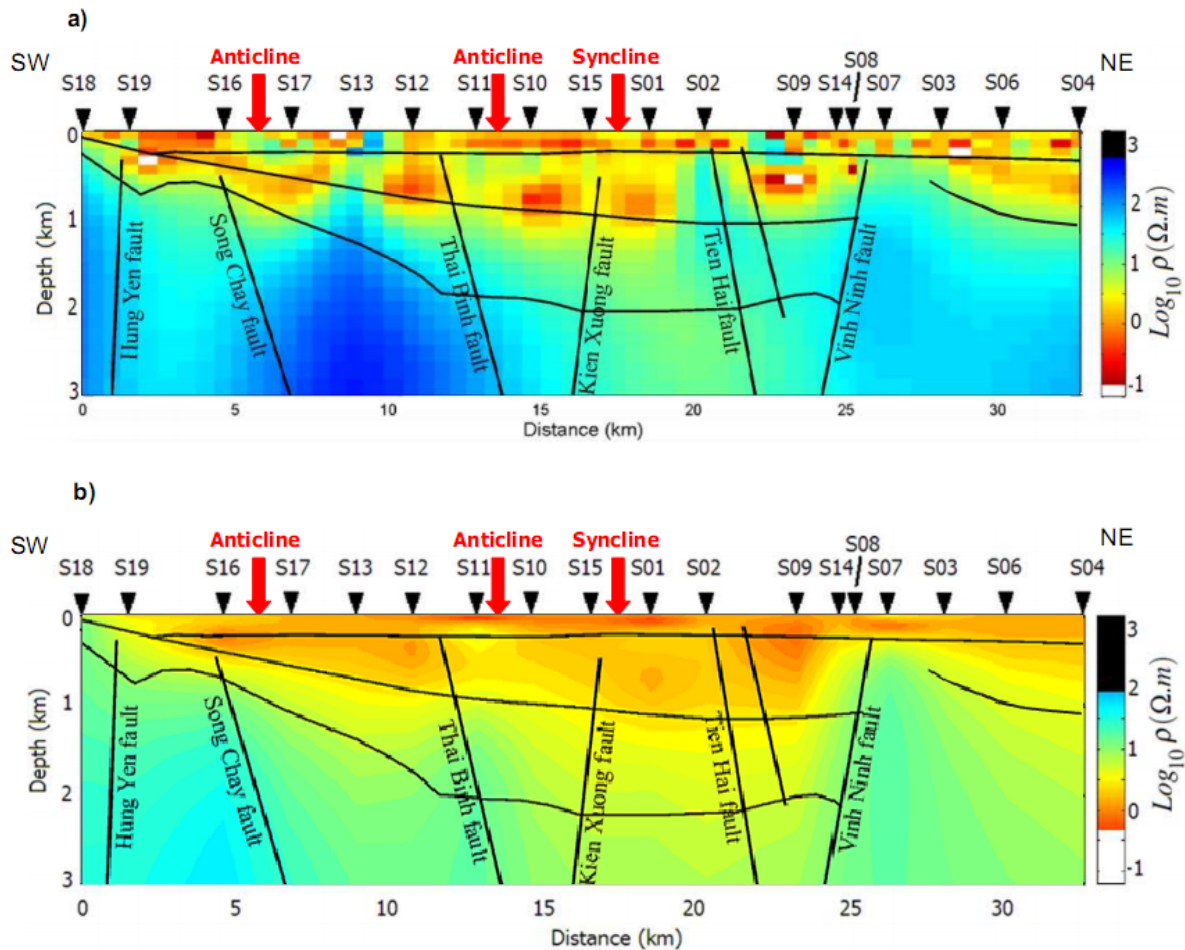 a)
Anticline Anticline Syncline
SW S08 NE
S18 S19 S16 S17 S13 S12 S11 S10 S15 S01 S02 S09 S14 S07 S03 S06 S04
0
1
2
3
Depth (km)
Hung Yen fault
Song Chay fault
Thai Binh fault
Kien Xuong fault
Tien Hai fault
Vinh Ninh fault
3
2
1
0
-1
Log10 ρ(Ω.m)
0 5 10 15 20 25 30
Distance (km)
b)
Anticline Anticline Syncline
SW S08 NE
S18 S19 S16 S17 S13 S12 S11 S10 S15 S01 S02 S09 S14 S07 S03 S06 S04
0
1
2
3
Depth (km)
Hung Yen fault
Song Chay fault
Thai Binh fault
Kien Xuong fault
Tien Hai fault
Vinh Ninh fault
3
2
1
0
-1
Log10 ρ(Ω.m)
0 5 10 15 20 25 30
Distance (km)